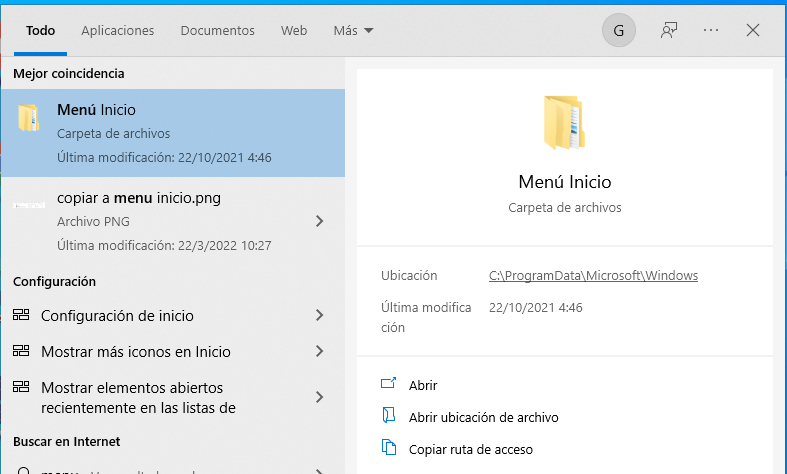 Todo Aplicaciones Documentos Web Más G
Mejor coincidencia
Menú Inicio
Carpeta de archivos
Última modificación: 22/10/2021 4:46
copiar a menu inicio.png
Archivo PNG
Última modificación: 22/3/2022 10:27
Configuración
Configuración de inicio
Mostrar más iconos en Inicio
Mostrar elementos abiertos
recientemente en las listas de
Buscar en Internet
Menú Inicio
Carpeta de archivos
Ubicación C:\ProgramData\Microsoft\Windows
Última modifica 22/10/2021 4:46
ción
Abrir
Abrir ubicación de archivo
Copiar ruta de acceso